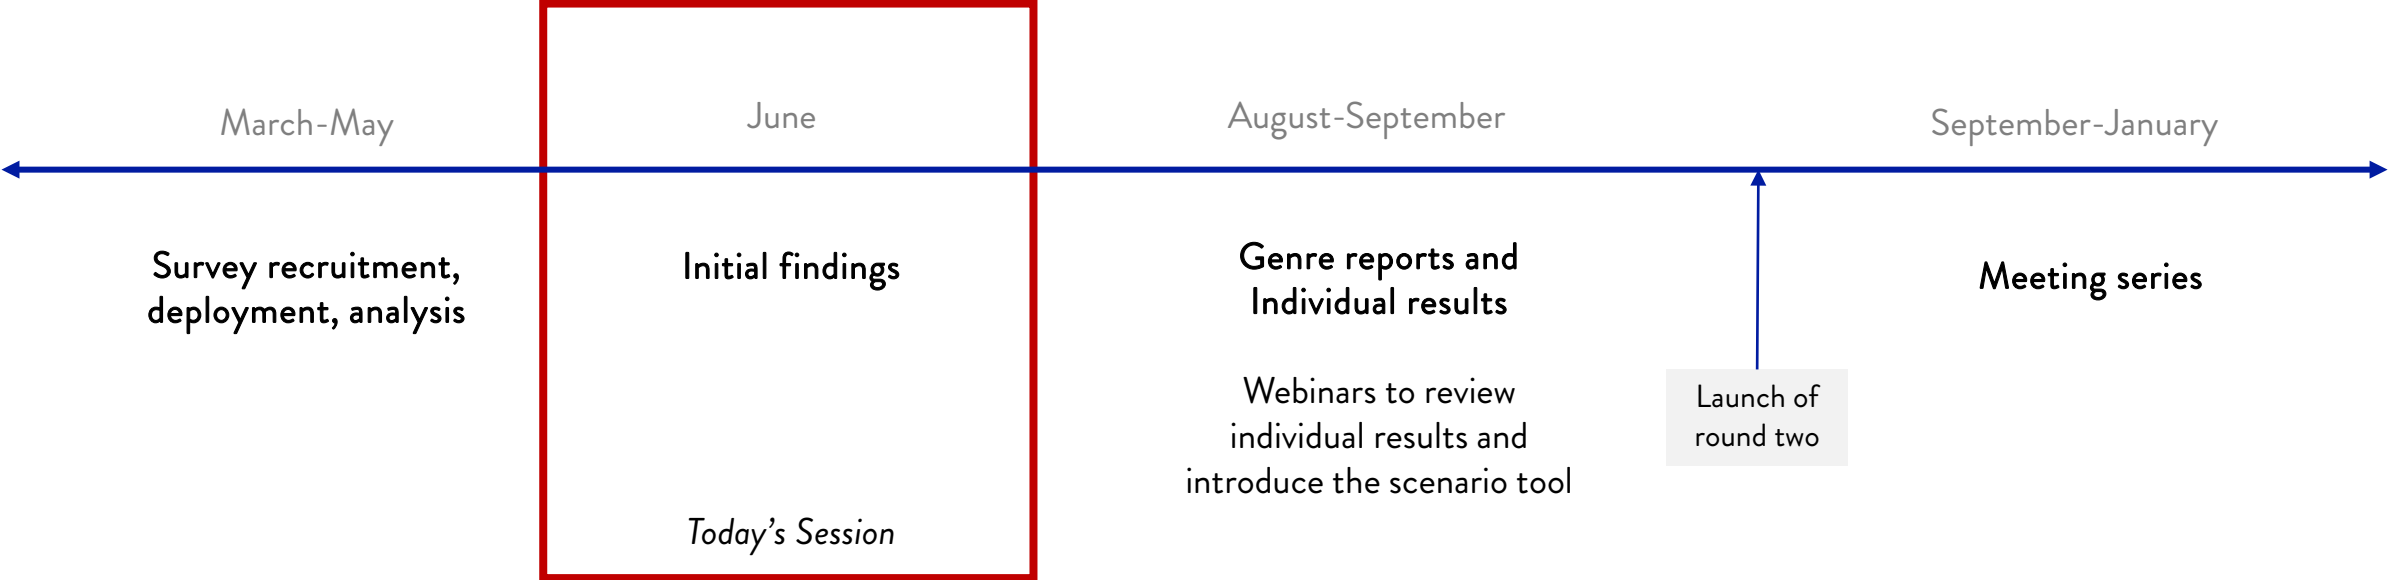 March-May
June
August-September
September-January
Survey recruitment,
deployment, analysis
Initial findings
Today's Session
Genre reports and
Individual results
Webinars to review
individual results and
introduce the scenario tool
Launch of
round two
Meeting series